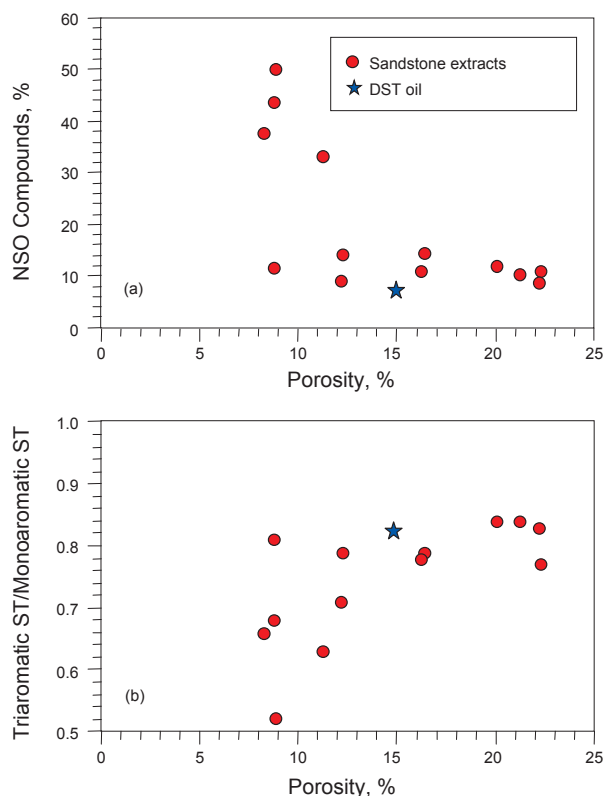 60
50
40
30
20
10
0
NSO Compounds, %
Sandstone extracts
DST oil
(a)
0 5 10 15 20 25
Porosity, %
1.0
0.9
0.8
0.7
0.6
0.5
Triaromatic ST/Monoaromatic ST
(b)
0 5 10 15 20 25
Porosity, %